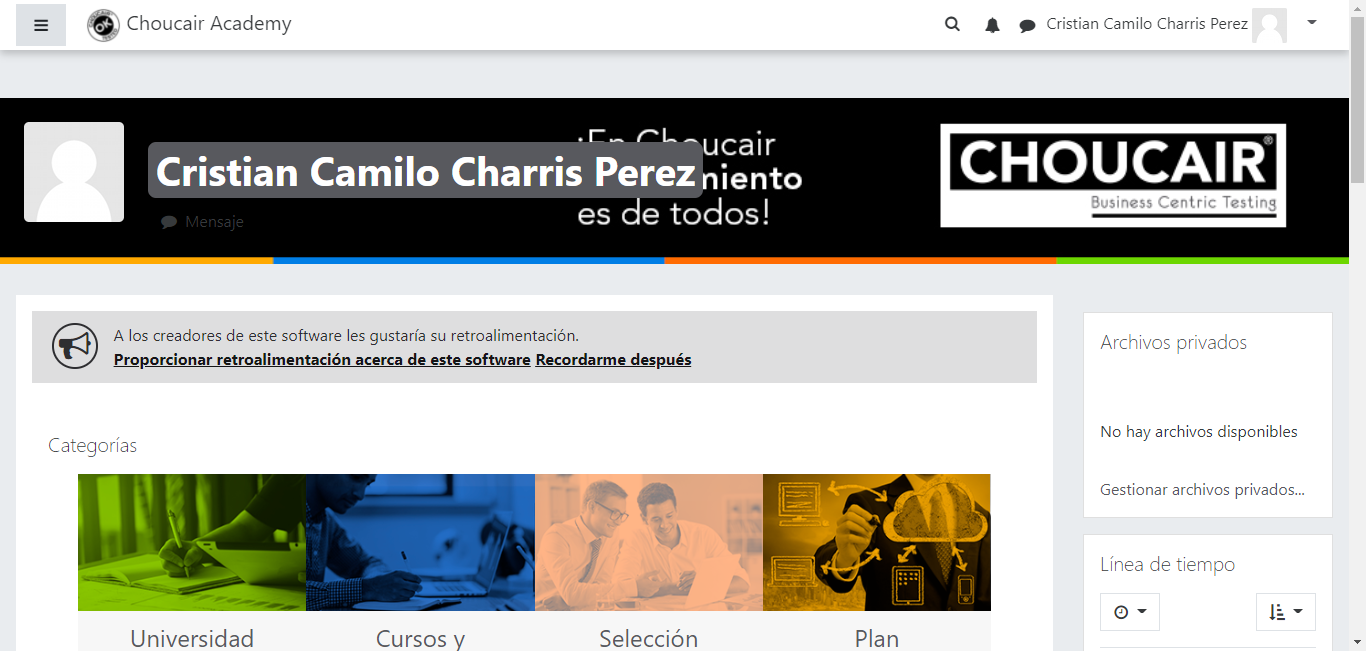 Choucair Academy
Cristian Camilo Charris Perez
¡En Choucair
Cristian Camilo Charris Perez
niento
es de todos!
Mensaje
CHOUCAIR®
Business Centric Testing
A los creadores de este software les gustaría su retroalimentación.
Proporcionar retroalimentación acerca de este software Recordarme después
Categorías
Universidad
Cursos y
Selección
Plan
Archivos privados
No hay archivos disponibles
Gestionar archivos privados...
Línea de tiempo